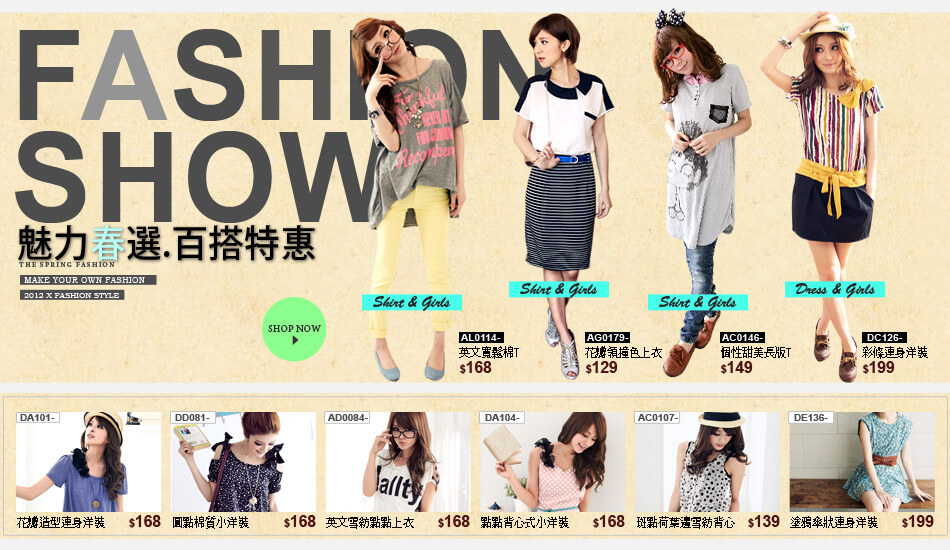 FASHION
SHOW
魅力春選.百搭特惠
THE SPRING FASHION
MAKE YOUR OWN FASHION
2012 X FASHION STYLE
SHOP NOW
Shirt & Girls
Shirt & Girls
Shirt & Girls
Dress & Girls
AL0114-
英文寬鬆棉T
$168
AG0179-
花瓣領撞色上衣
$129
AC0146-
個性甜美長版T
$149
DC126-
彩條連身洋裝
$199
DA101-
花瓣造型連身洋裝 $168
DD081-
圓點棉質小洋裝 $168
AD0084-
英文雪紡點點上衣 $168
DA104-
點點背心式小洋裝 $168
AC0107-
斑點荷葉邊雪紡背心 $139
DE136-
塗鴉傘狀連身洋裝 $199